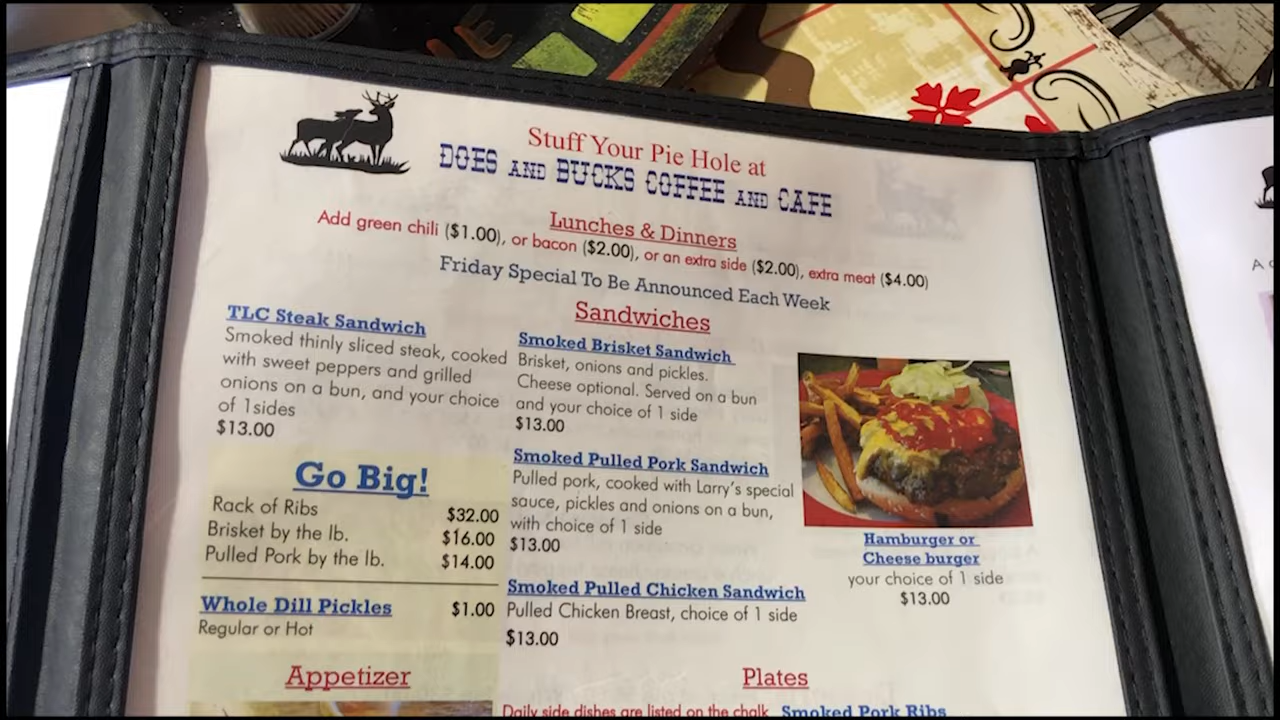 Stuff Your Pie Hole at
DOES AND BUCKS COFFEE AND CAFE
Lunches & Dinners
Add green chili ($1.00), or bacon ($2.00), or an extra side ($2.00), extra meat ($4.00)
Friday Special To Be Announced Each Week
Sandwiches
TLC Steak Sandwich
Smoked thinly sliced steak, cooked
with sweet peppers and grilled
onions on a bun, and your choice
of 1sides
$13.00
Go Big!
Rack of Ribs $32.00
Brisket by the lb. $16.00
Pulled Pork by the lb. $14.00
Whole Dill Pickles $1.00
Regular or Hot
Appetizer
Smoked Brisket Sandwich
Brisket, onions and pickles.
Cheese optional. Served on a bun
and your choice of 1 side
$13.00
Smoked Pulled Pork Sandwich
Pulled pork, cooked with Larry's special
sauce, pickles and onions on a bun,
with choice of 1 side
$13.00
Smoked Pulled Chicken Sandwich
Pulled Chicken Breast, choice of 1 side
$13.00
Hamburger or
Cheese burger
your choice of 1 side
$13.00
Plates
Daily side dishes are listed on the chalk
Smoked Pork Ribs